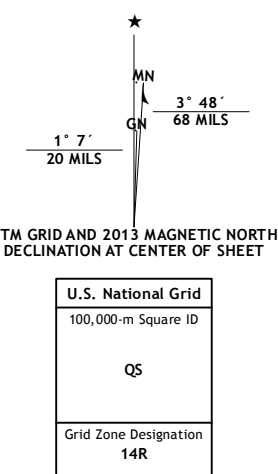 ★
MN
3° 48´
68 MILS
GN
1° 7´
20 MILS
TM GRID AND 2013 MAGNETIC NORTH
DECLINATION AT CENTER OF SHEET
U.S. National Grid
100,000-m Square ID
QS
Grid Zone Designation
14R